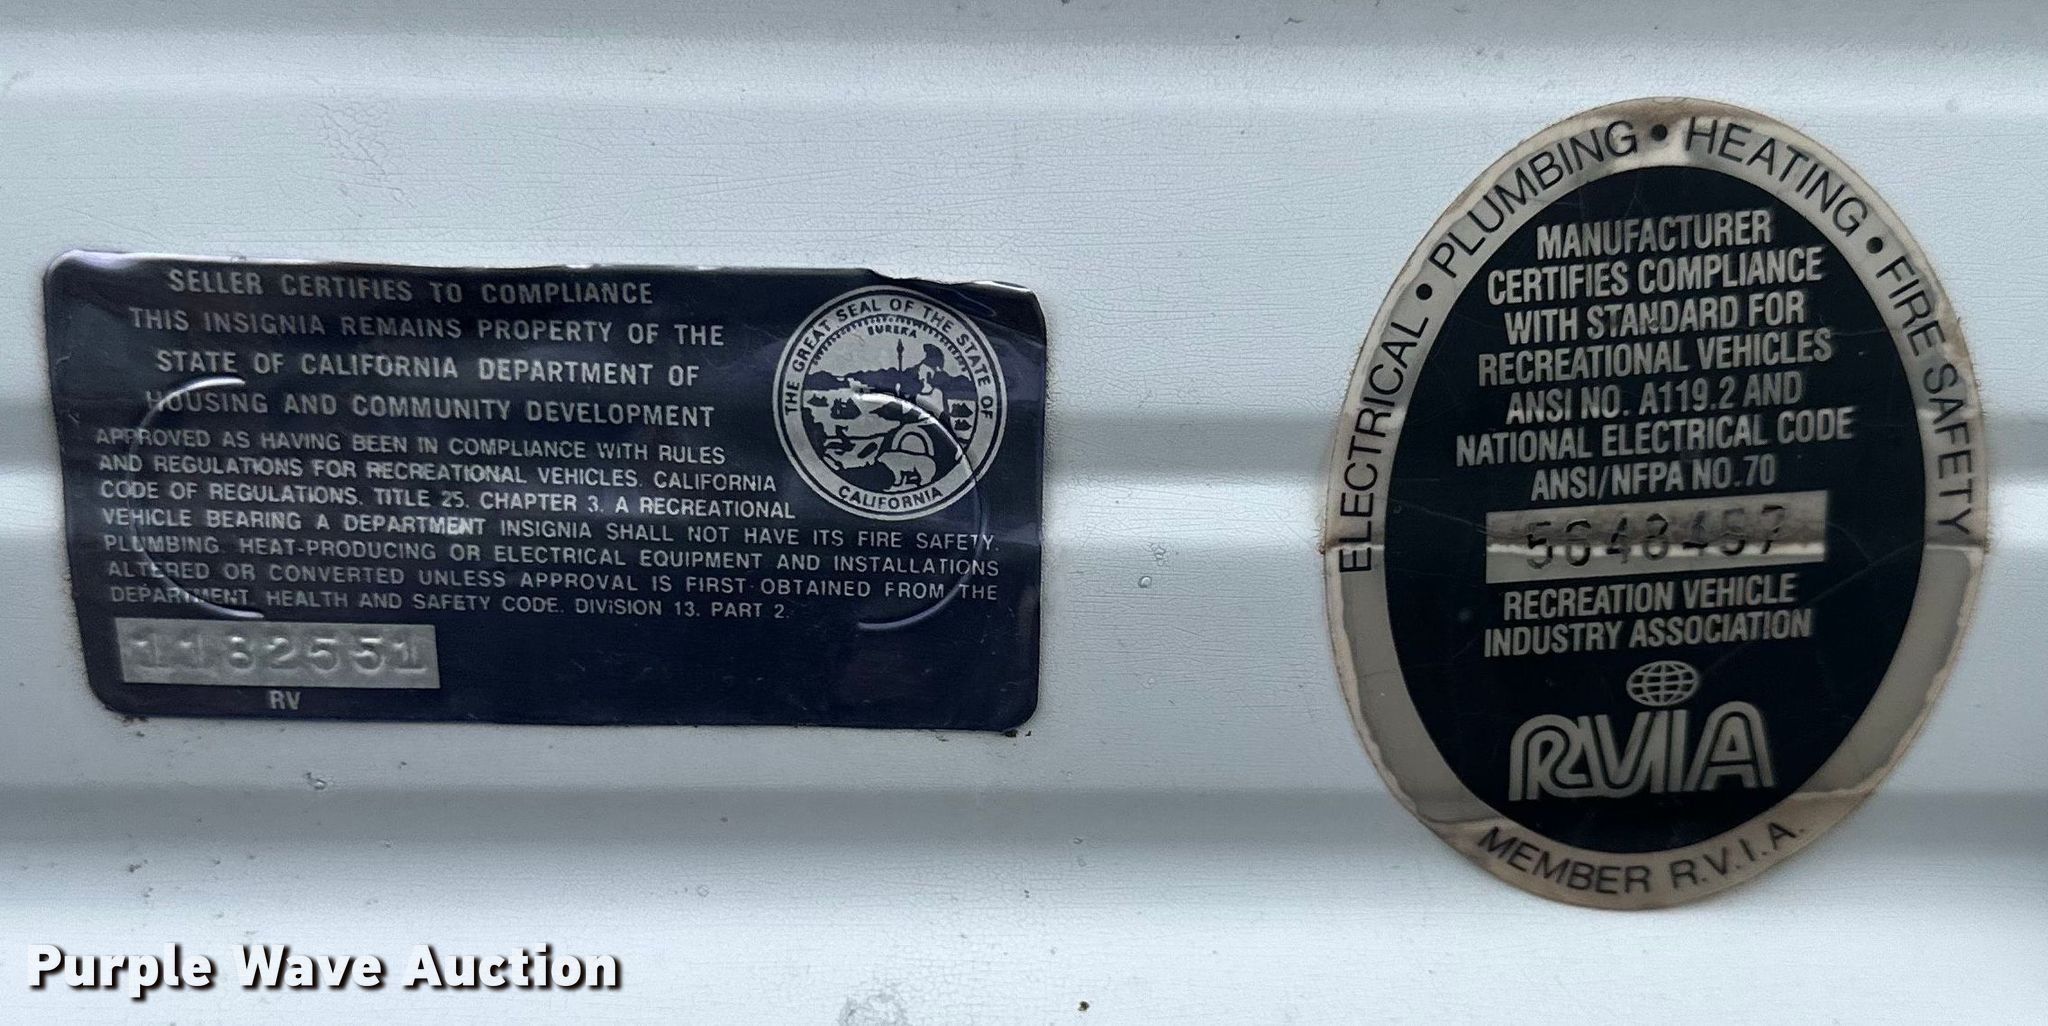 SELLER CERTIFIES TO COMPLIANCE
THIS INSIGNIA REMAINS PROPERTY OF THE
STATE OF CALIFORNIA DEPARTMENT OF
HOUSING AND COMMUNITY DEVELOPMENT
APPROVED AS HAVING BEEN IN COMPLIANCE WITH RULES
AND REGULATIONS FOR RECREATIONAL VEHICLES. CALIFORNIA
CODE OF REGULATIONS. TITLE 25. CHAPTER 3. A RECREATIONAL
VEHICLE BEARING A DEPARTMENT INSIGNIA SHALL NOT HAVE ITS FIRE SAFETY.
PLUMBING. HEAT-PRODUCING OR ELECTRICAL EQUIPMENT AND INSTALLATIONS
ALTERED OR CONVERTED UNLESS APPROVAL IS FIRST OBTAINED FROM THE
DEPARTMENT. HEALTH AND SAFETY CODE. DIVISION 13. PART 2.
1182551
RV
THE GREAT SEAL OF THE STATE OF
EUREKA
CALIFORNIA
ELECTRICAL • PLUMBING • HEATING • FIRE SAFETY
MANUFACTURER
CERTIFIES COMPLIANCE
WITH STANDARD FOR
RECREATIONAL VEHICLES
ANSI NO. A119.2 AND
NATIONAL ELECTRICAL CODE
ANSI/NFPA NO.70
5648457
RECREATION VEHICLE
INDUSTRY ASSOCIATION
RVIA
MEMBER R.V.I.A.
Purple Wave Auction